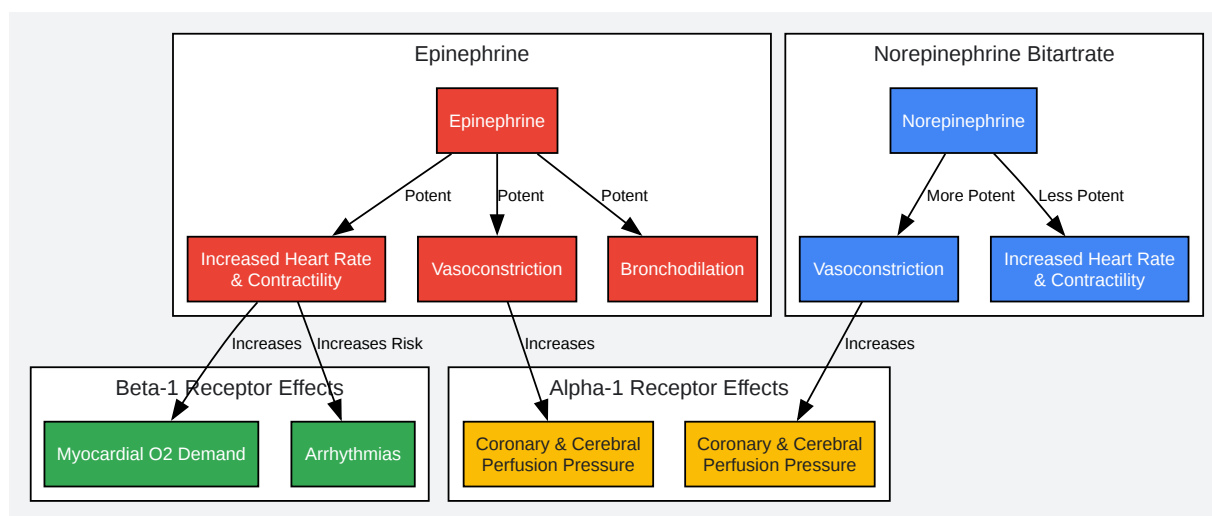 Epinephrine
Norepinephrine Bitartrate
Epinephrine
Norepinephrine
Potent
Potent
Potent
More Potent
Less Potent
Increased Heart Rate
& Contractility
Vasoconstriction
Bronchodilation
Vasoconstriction
Increased Heart Rate
& Contractility
Increases
Increases Risk
Increases
Increases
Beta-1 Receptor Effects
Alpha-1 Receptor Effects
Myocardial O2 Demand
Arrhythmias
Coronary & Cerebral
Perfusion Pressure
Coronary & Cerebral
Perfusion Pressure